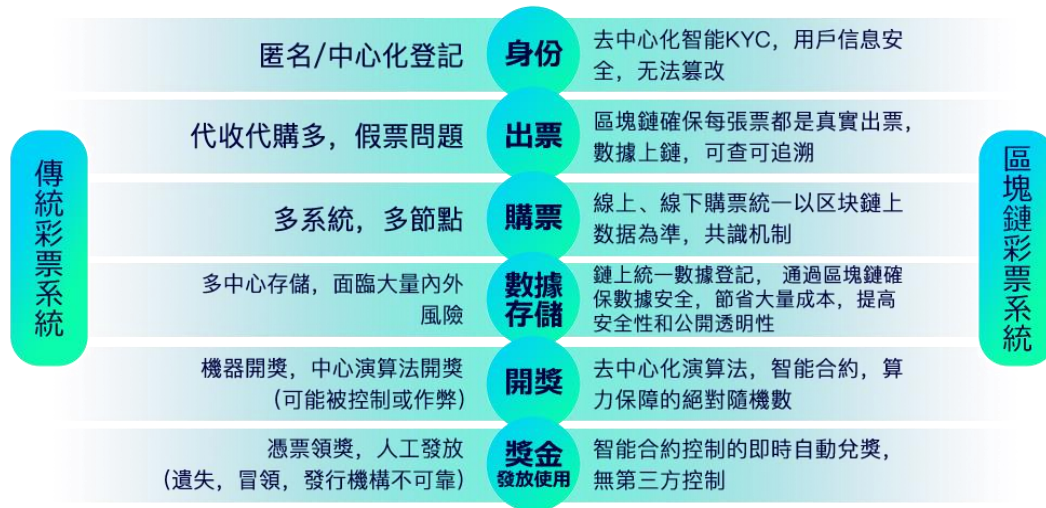 傳統彩票系統
匿名/中心化登記
身份
去中心化智能KYC，用戶信息安
全，无法篡改
代收代購多，假票問題
出票
區塊鏈確保每張票都是真實出票，
數據上鏈，可查可追溯
多系統，多節點
購票
線上、線下購票統一以区块鏈上
数据為準，共識机制
多中心存儲，面臨大量內外
風險
數據
存儲
鏈上統一數據登記， 通過區塊鏈確
保數據安全，節省大量成本，提高
安全性和公開透明性
機器開獎，中心演算法開獎
(可能被控制或作弊)
開獎
去中心化演算法，智能合約，算
力保障的絕對隨機數
憑票領獎，人工發放
(遺失，冒領，發行機構不可靠)
獎金
發放使用
智能合約控制的即時自動兌獎，
無第三方控制
區塊鏈彩票系統